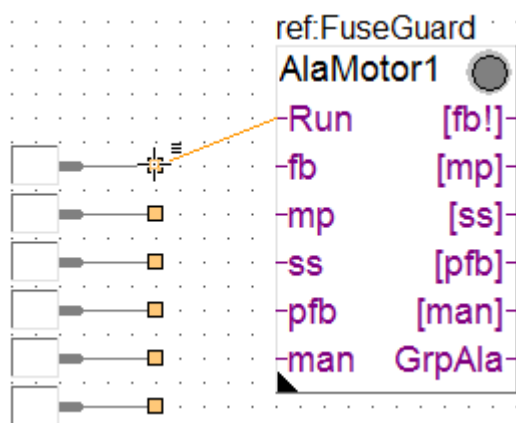 ref:FuseGuard
AlaMotor1
Run [fb!]
fb [mp]
mp [ss]
ss [pfb]
pfb [man]
man GrpAla